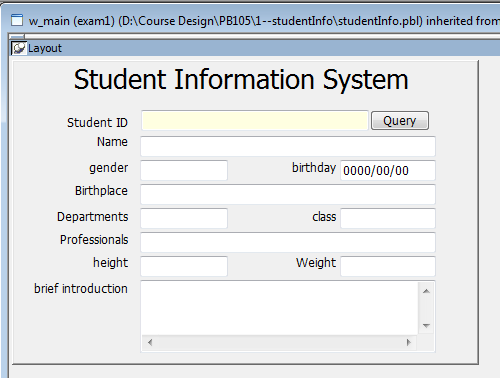 w_main (exam1) (D:\Course Design\PB105\1--studentInfo\studentInfo.pbl) inherited from
Layout
Student Information System
Student ID Query
Name
gender birthday 0000/00/00
Birthplace
Departments class
Professionals
height Weight
brief introduction